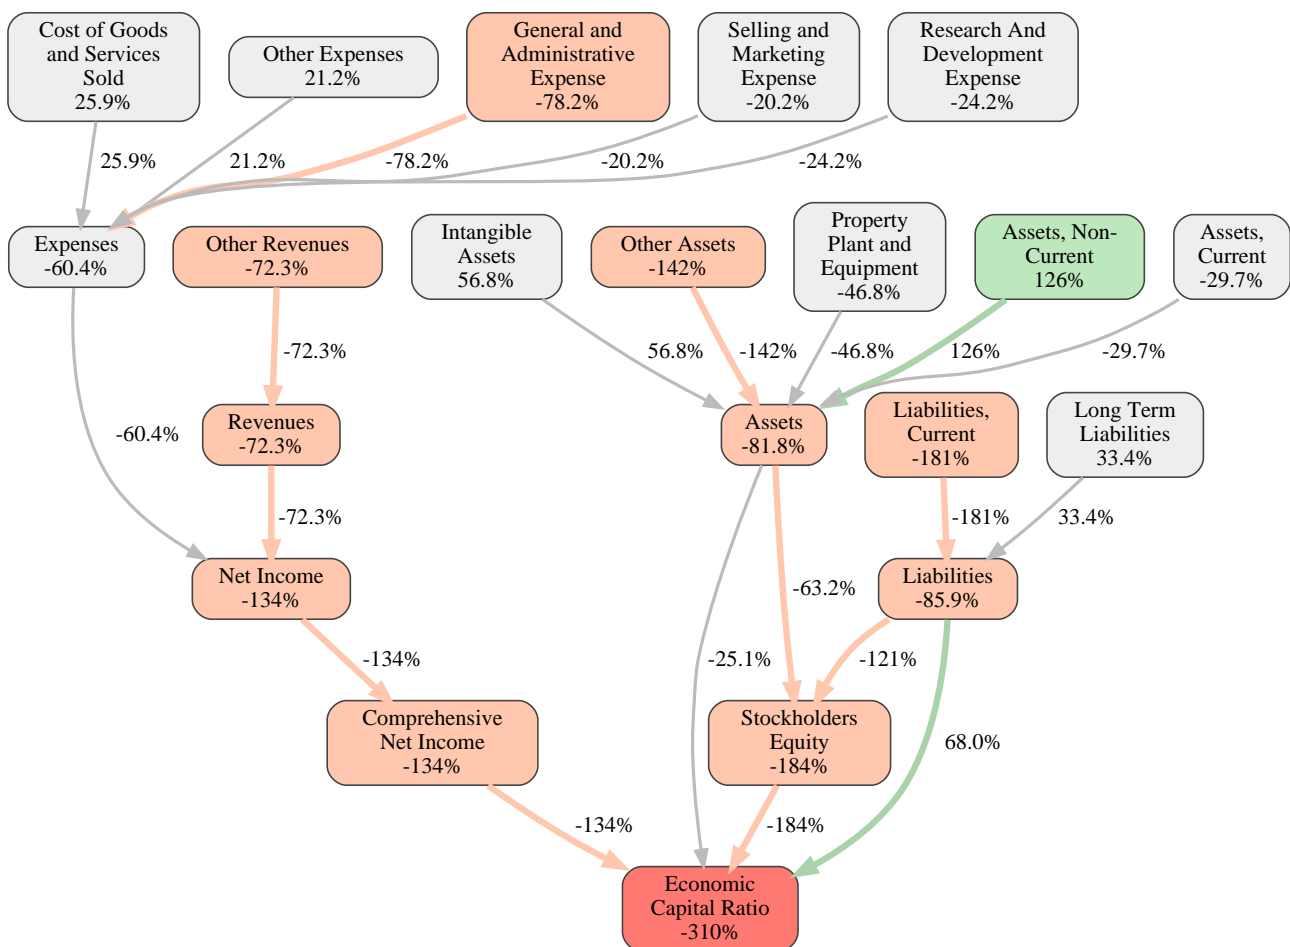 Cost of Goods
and Services
Sold
25.9%
Other Expenses
21.2%
General and
Administrative
Expense
-78.2%
Selling and
Marketing
Expense
-20.2%
Research And
Development
Expense
-24.2%
25.9%
21.2%
-78.2%
-20.2%
-24.2%
Expenses
-60.4%
Other Revenues
-72.3%
Intangible
Assets
56.8%
Other Assets
-142%
Property
Plant and
Equipment
-46.8%
Assets, Non-
Current
126%
Assets,
Current
-29.7%
-72.3%
56.8%
-142%
-46.8%
126%
-29.7%
-60.4%
Revenues
-72.3%
Assets
-81.8%
Liabilities,
Current
-181%
Long Term
Liabilities
33.4%
-72.3%
-181%
33.4%
Net Income
-134%
-63.2%
Liabilities
-85.9%
-134%
-25.1%
-121%
Comprehensive
Net Income
-134%
Stockholders
Equity
-184%
68.0%
-134%
-184%
Economic
Capital Ratio
-310%